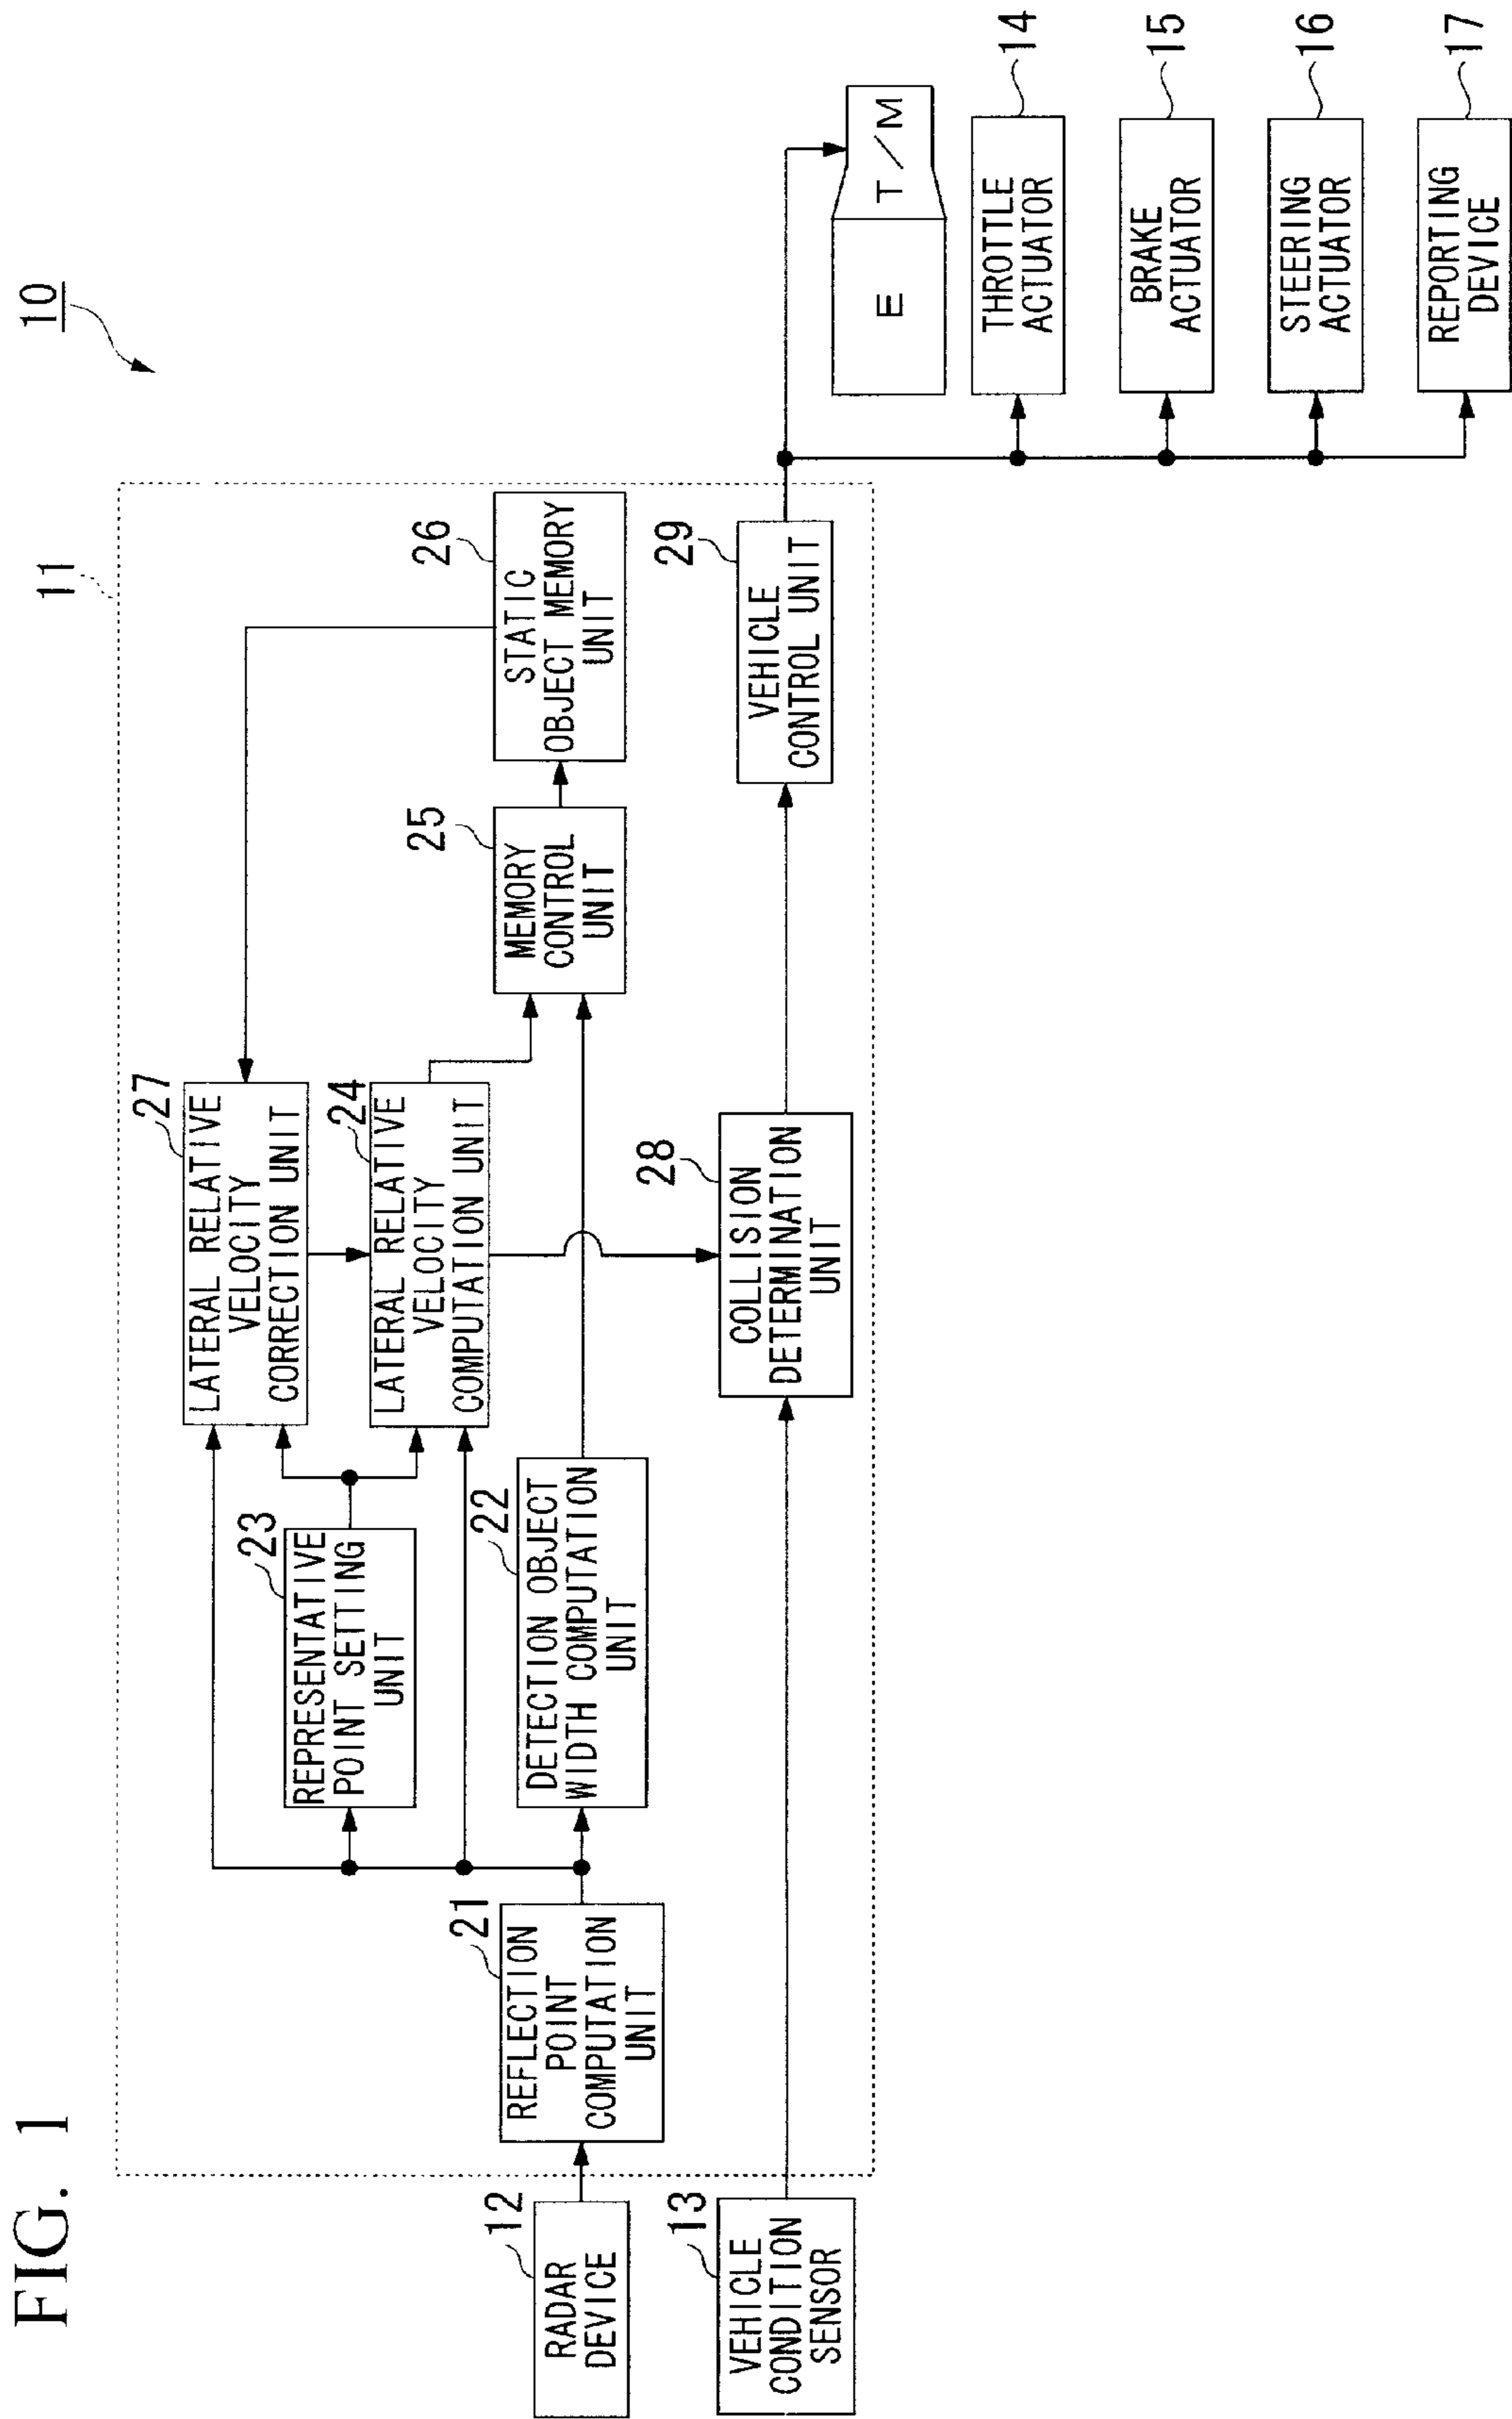 FIG. 1
10
11
12
RADAR
DEVICE
13
VEHICLE
CONDITION
SENSOR
21
REFLECTION
POINT
COMPUTATION
UNIT
23
REPRESENTATIVE
POINT SETTING
UNIT
22
DETECTION OBJECT
WIDTH COMPUTATION
UNIT
27
LATERAL RELATIVE
VELOCITY
CORRECTION UNIT
24
LATERAL RELATIVE
VELOCITY
COMPUTATION UNIT
28
COLLISION
DETERMINATION
UNIT
25
MEMORY
CONTROL
UNIT
26
STATIC
OBJECT MEMORY
UNIT
29
VEHICLE
CONTROL UNIT
E T/M
THROTTLE
ACTUATOR
14
BRAKE
ACTUATOR
15
STEERING
ACTUATOR
16
REPORTING
DEVICE
17